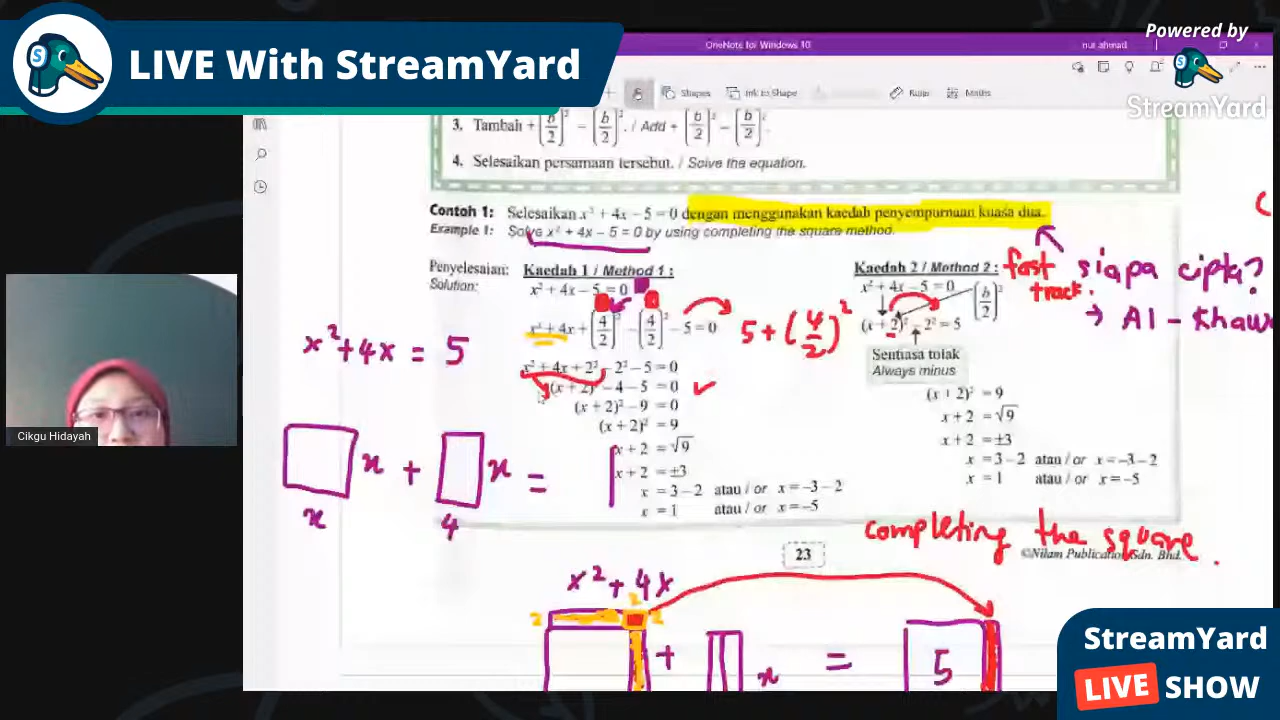 LIVE With StreamYard
Powered by
StreamYard
OneNote for Windows 10
nur ahmad
Shapes
Ink to Shape
Ruler
Maths
3. Tambah + (b/2)² − (b/2)². / Add + (b/2)² − (b/2)².
4. Selesaikan persamaan tersebut. / Solve the equation.
Contoh 1: Selesaikan x² + 4x − 5 = 0 dengan menggunakan kaedah penyempurnaan kuasa dua.
Example 1: Solve x² + 4x − 5 = 0 by using completing the square method.
Penyelesaian:
Solution:
Kaedah 1 / Method 1 :
x² + 4x − 5 = 0
x² + 4x + (4/2)² − (4/2)² − 5 = 0
x² + 4x + 2² − 2² − 5 = 0
(x + 2)² − 4 − 5 = 0
(x + 2)² − 9 = 0
(x + 2)² = 9
x + 2 = √9
x + 2 = ±3
x = 3 − 2 atau / or x = −3 − 2
x = 1 atau / or x = −5
5 + (4/2)²
Kaedah 2 / Method 2 :
x² + 4x − 5 = 0
(b/2)²
(x + 2)² − 2² = 5
Sentiasa tolak
Always minus
(x + 2)² = 9
x + 2 = √9
x + 2 = ±3
x = 3 − 2 atau / or x = −3 − 2
x = 1 atau / or x = −5
fast track.
siapa cipta?
→ Al - Khaw
x² + 4x = 5
x + x =
x 4
completing the square.
23
©Nilam Publication Sdn. Bhd.
x² + 4x
2 2 2
+ x = 5
Cikgu Hidayah
StreamYard
LIVE SHOW